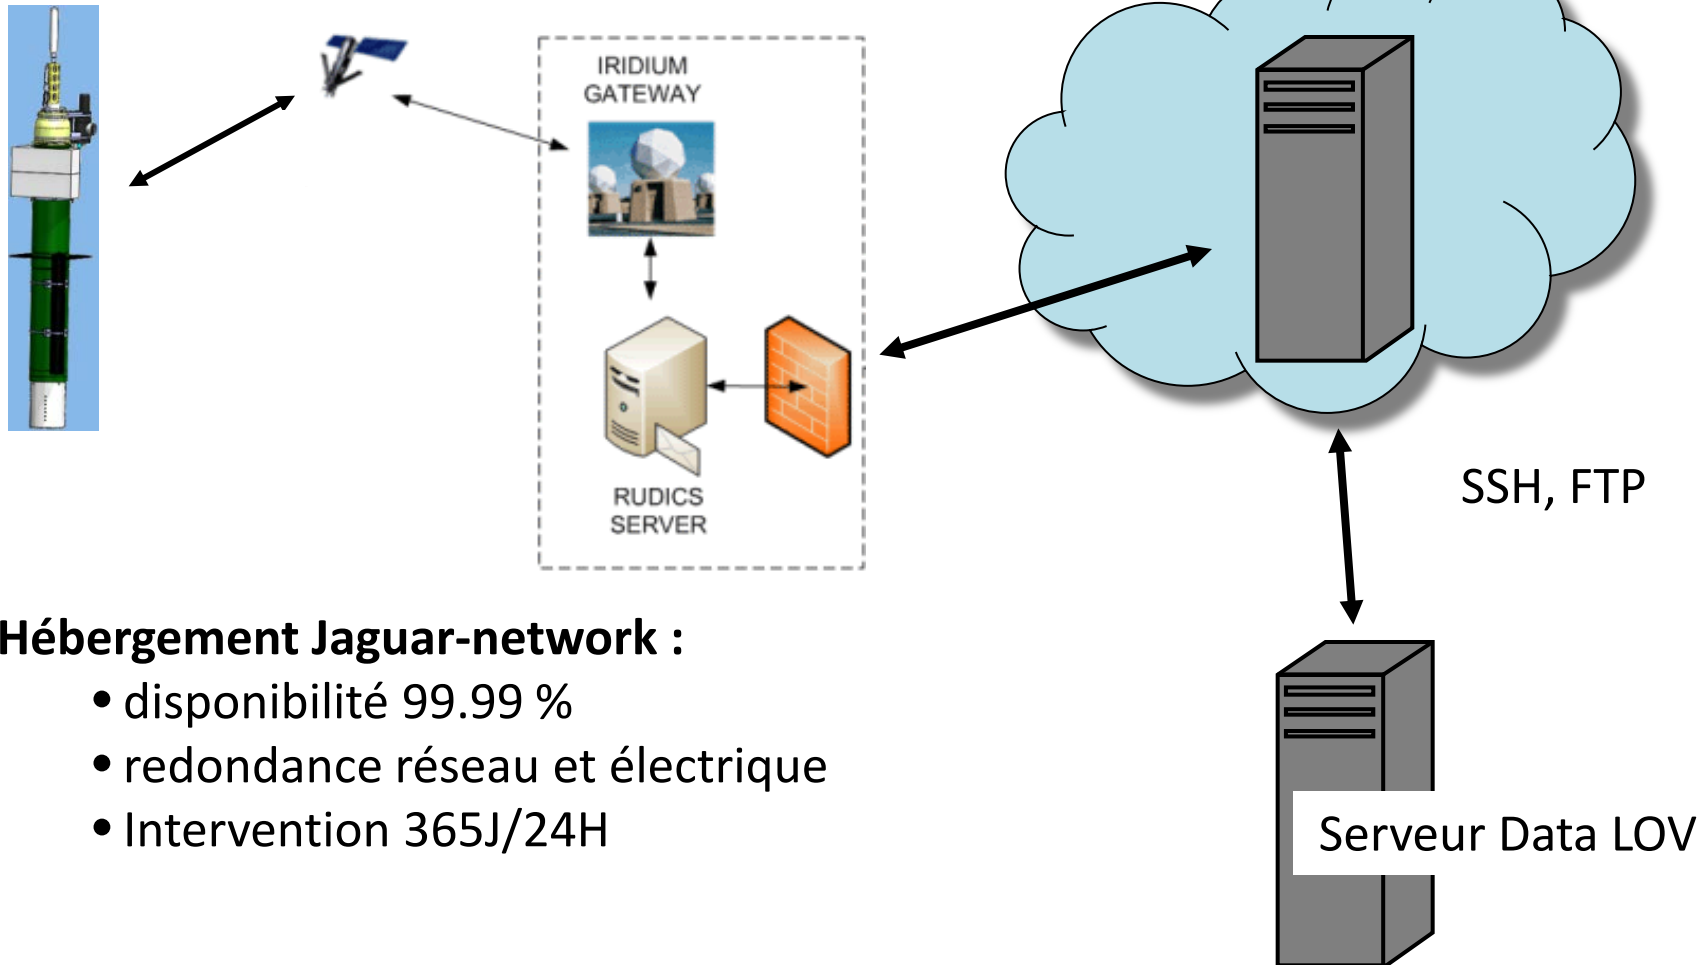 IRIDIUM
GATEWAY
RUDICS
SERVER
SSH, FTP
Hébergement Jaguar-network :
• disponibilité 99.99 %
• redondance réseau et électrique
• Intervention 365J/24H
Serveur Data LOV